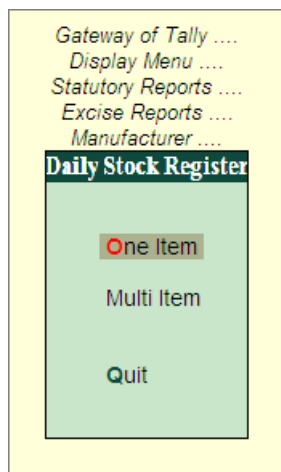 Gateway of Tally ....
Display Menu ....
Statutory Reports ....
Excise Reports ....
Manufacturer ....
Daily Stock Register
One Item
Multi Item
Quit